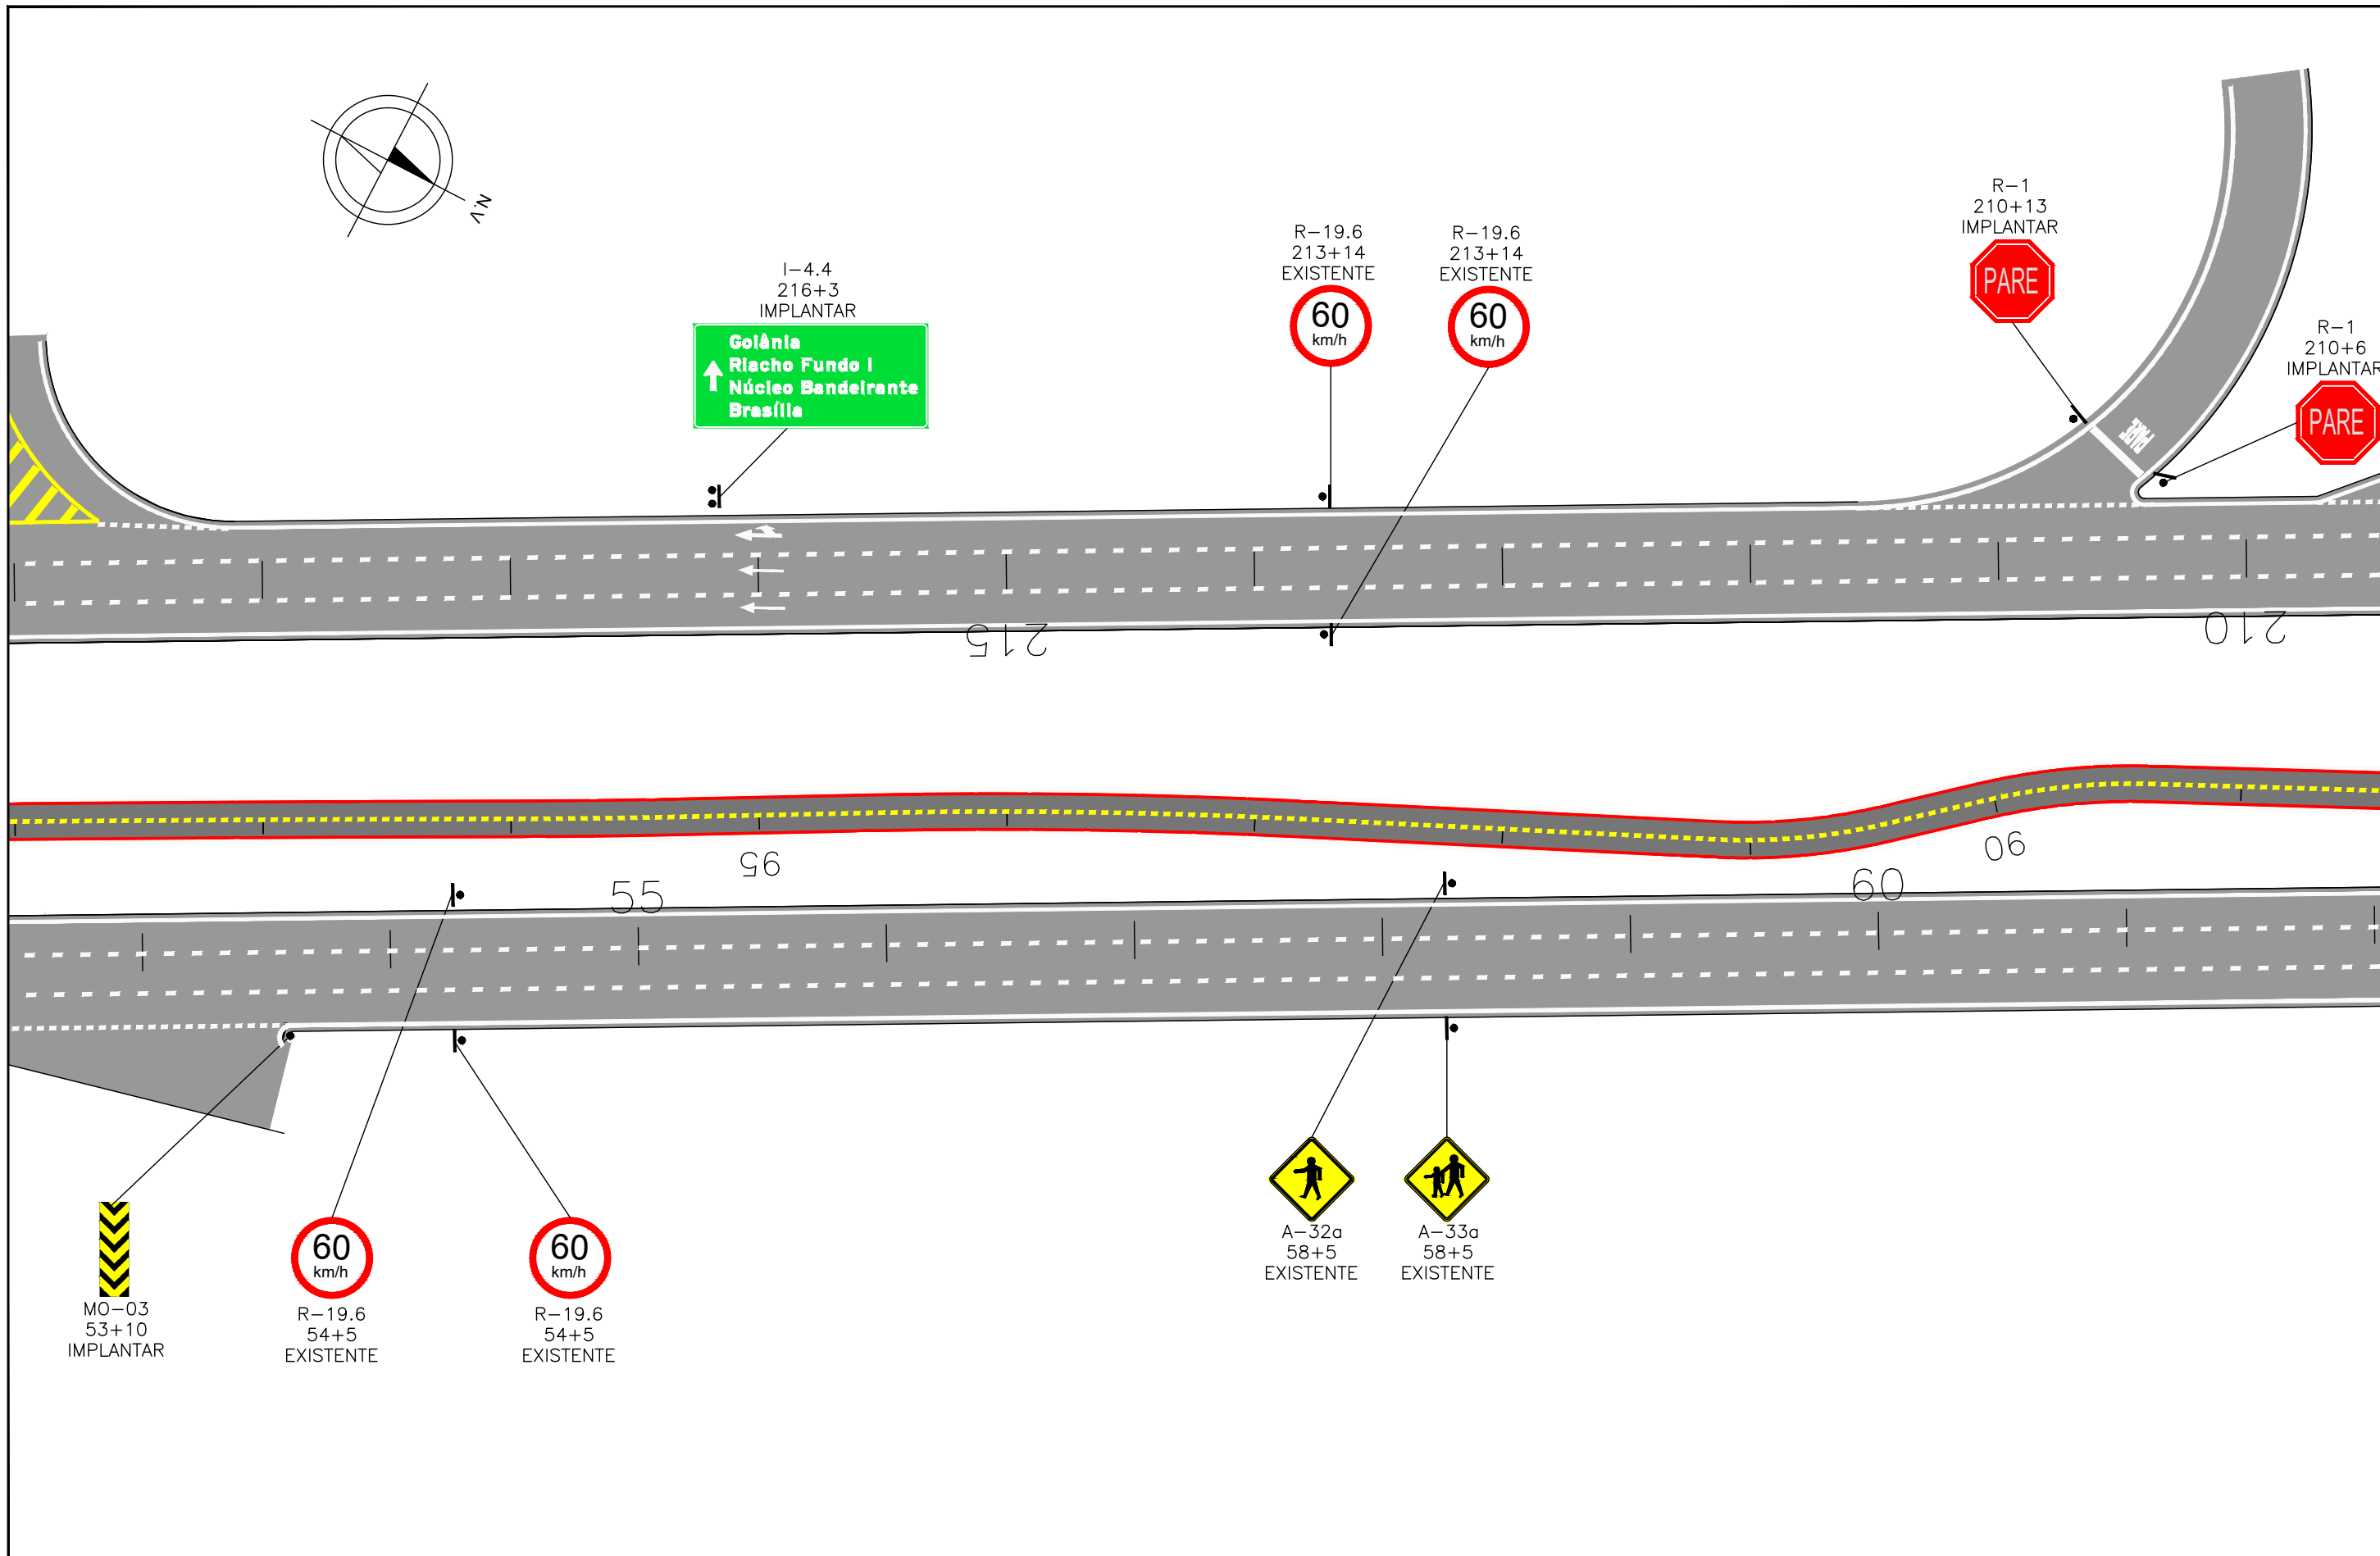 N.V
R-1
210+13
IMPLANTAR
PARE
R-19.6
213+14
EXISTENTE
60
km/h
R-19.6
213+14
EXISTENTE
60
km/h
I-4.4
216+3
IMPLANTAR
Goiânia
Riacho Fundo I
Núcleo Bandeirante
Brasília
R-1
210+6
IMPLANTAR
PARE
PARE
215
210
95
90
55
60
MO-03
53+10
IMPLANTAR
60
km/h
R-19.6
54+5
EXISTENTE
60
km/h
R-19.6
54+5
EXISTENTE
A-32a
58+5
EXISTENTE
A-33a
58+5
EXISTENTE